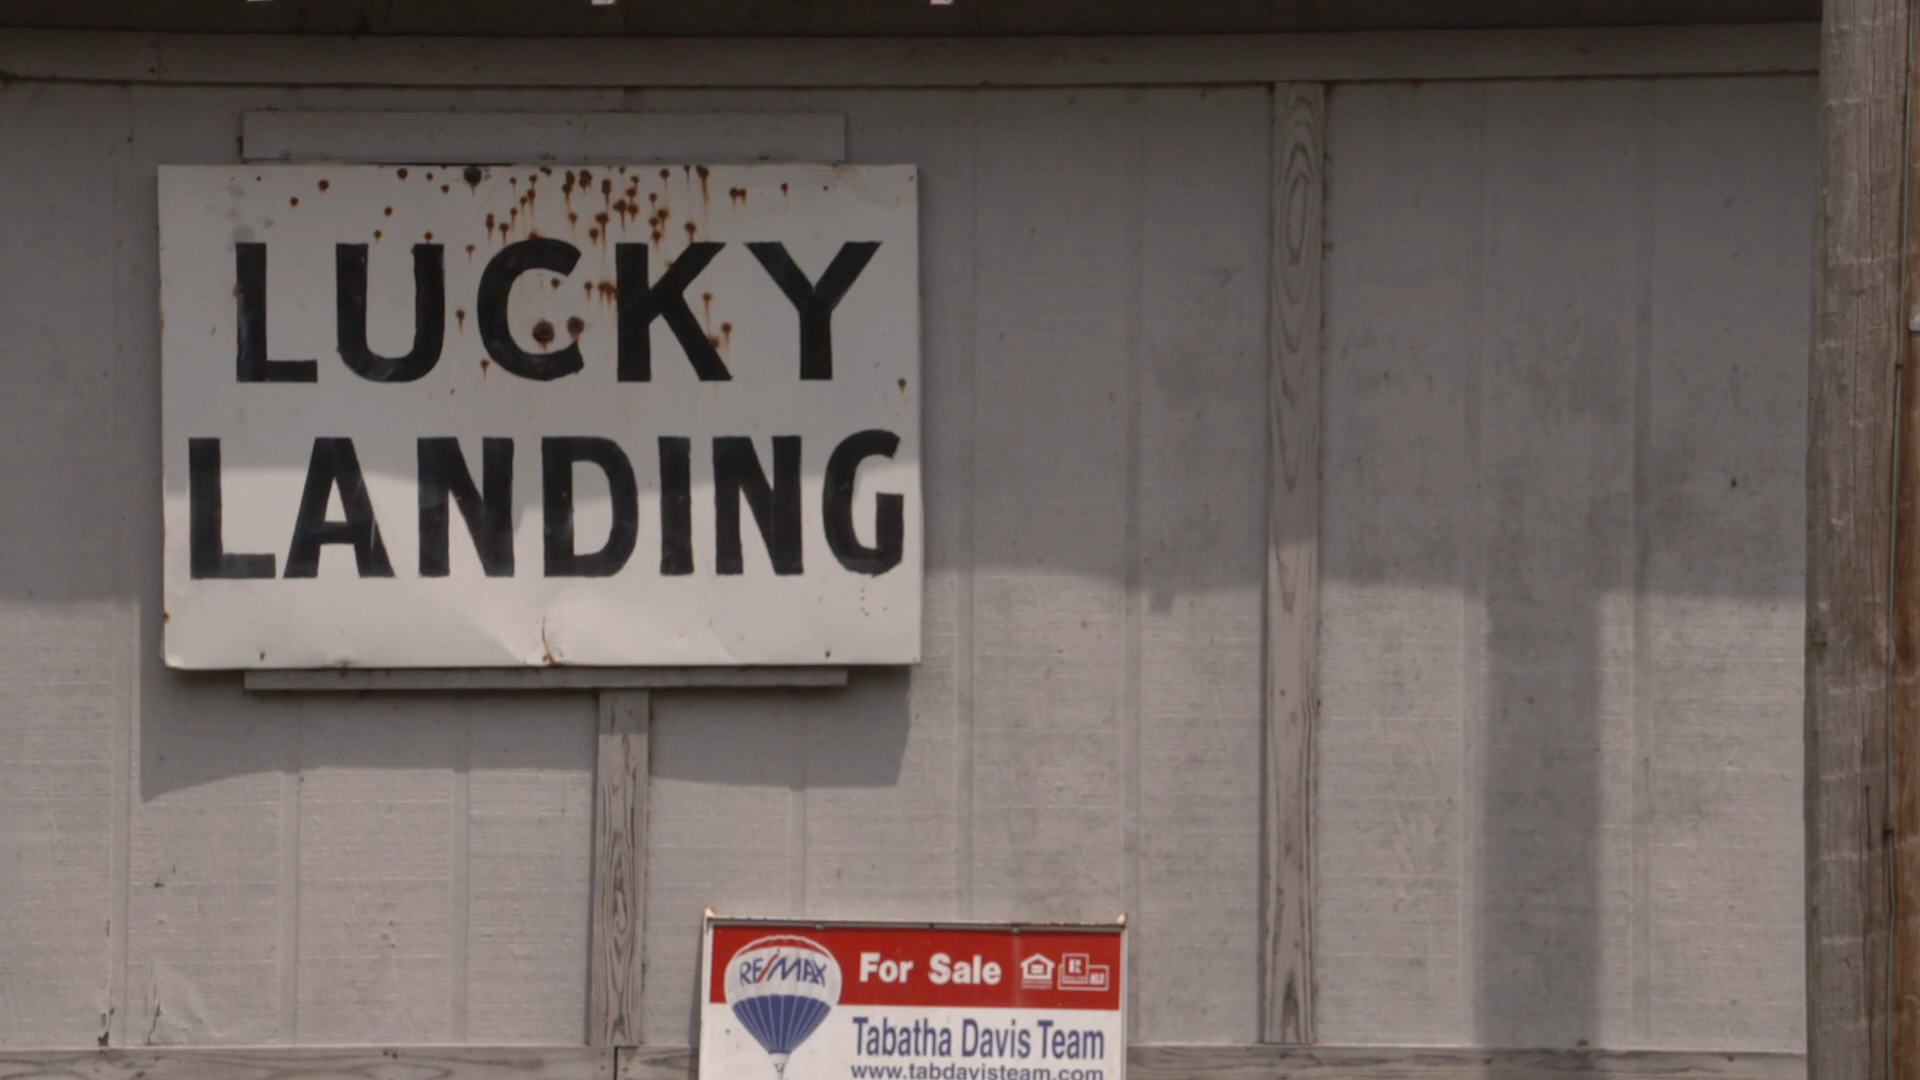 LUCKY
LANDING
RE/MAX
For Sale
Tabatha Davis Team
www.tabdavisteam.com